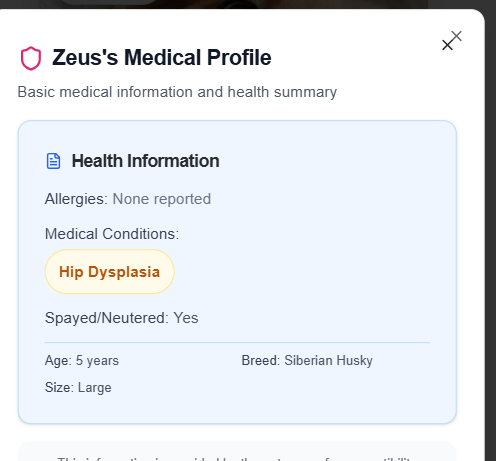 Zeus's Medical Profile
Basic medical information and health summary
Health Information
Allergies: None reported
Medical Conditions:
Hip Dysplasia
Spayed/Neutered: Yes
Age: 5 years
Breed: Siberian Husky
Size: Large